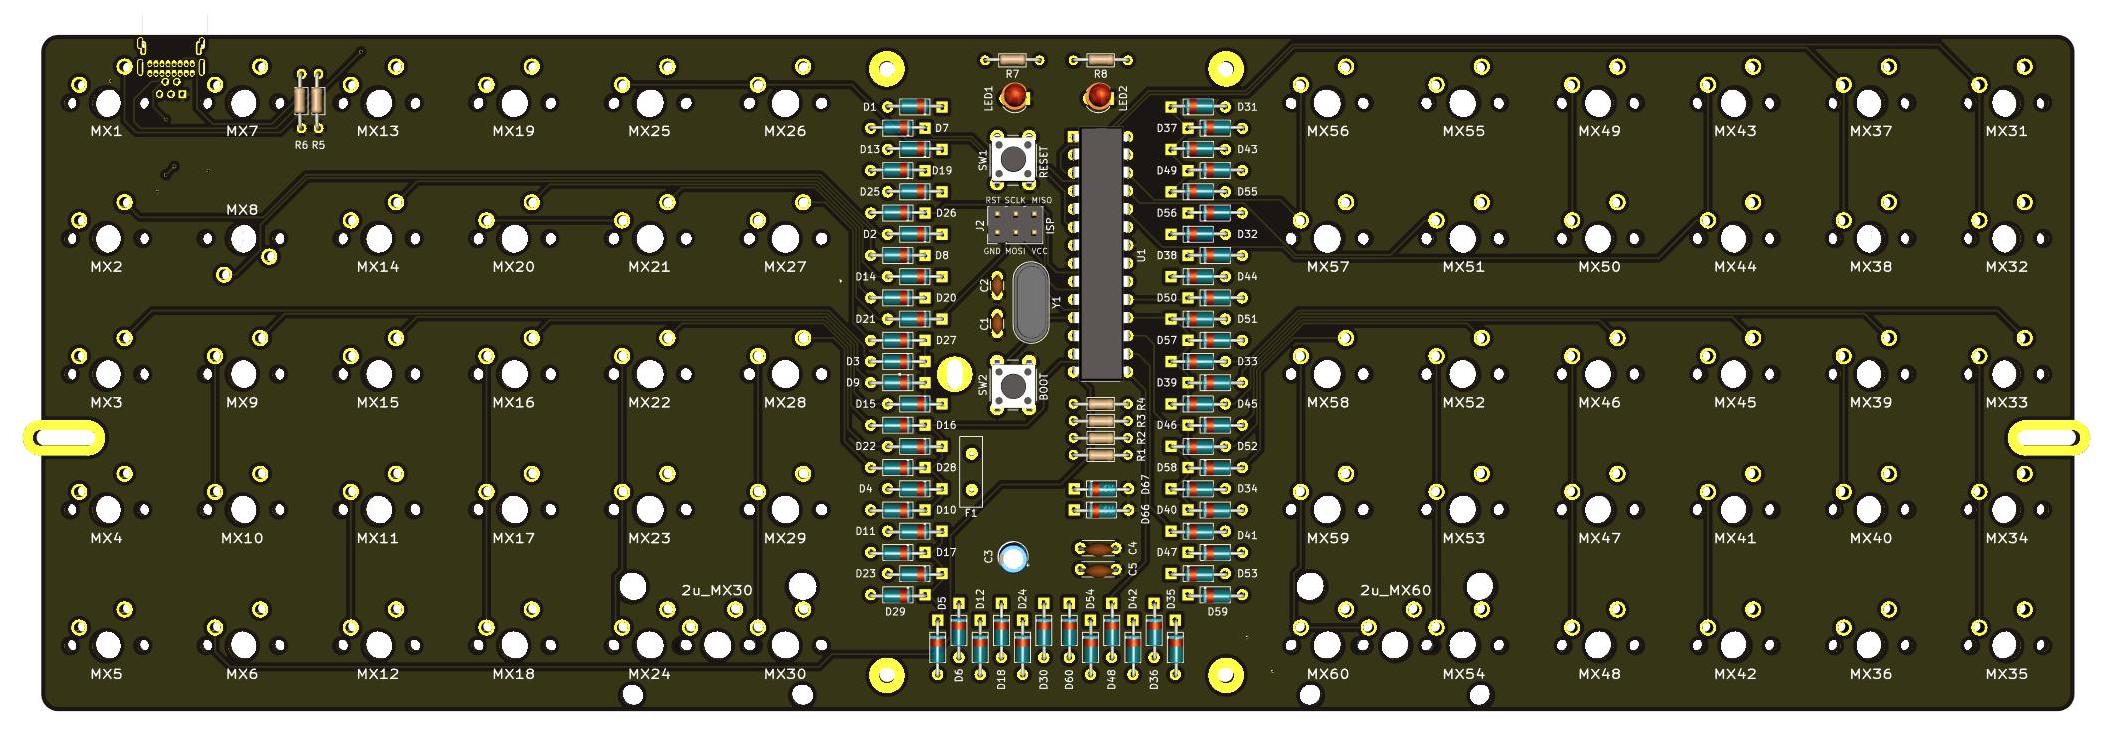 R7 R8
LED1 LED2
MX1 MX7 R6 R5 MX13 MX19 MX25 MX26
MX56 MX55 MX49 MX43 MX37 MX31
MX2 MX8 MX14 MX20 MX21 MX27
MX57 MX51 MX50 MX44 MX38 MX32
MX3 MX9 MX15 MX16 MX22 MX28
MX58 MX52 MX46 MX45 MX39 MX33
MX4 MX10 MX11 MX17 MX23 MX29
MX59 MX53 MX47 MX41 MX40 MX34
2u_MX30
2u_MX60
MX5 MX6 MX12 MX18 MX24 MX30
MX60 MX54 MX48 MX42 MX36 MX35
D1
D7
D13
D19
D25
D26
D2
D8
D14
D20
D21
D27
D3
D9
D15
D16
D22
D28
D4
D10
D11
D17
D23
D29
SW1 RESET
RST SCLK MISO
J2 ISP
GND MOSI VCC
C2
C1
Y1
U1
SW2 BOOT
R4
R3
R2
R1
F1
D67
D66
C3
C4
C5
D31
D37
D43
D49
D55
D56
D32
D38
D44
D50
D51
D57
D33
D39
D45
D46
D52
D58
D34
D40
D41
D47
D53
D59
D5 D12 D24 D54 D42 D35
D6 D18 D30 D60 D48 D36